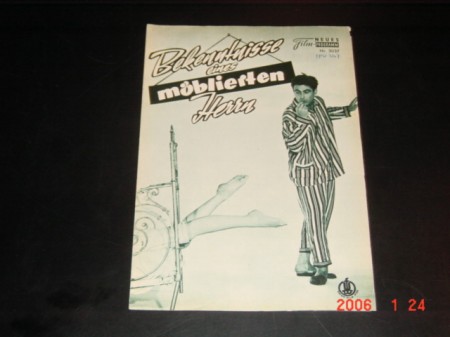 Bekenntnisse
eines
möblierten
Herrn
Film NEUES
PROGRAMM
2006 1 24